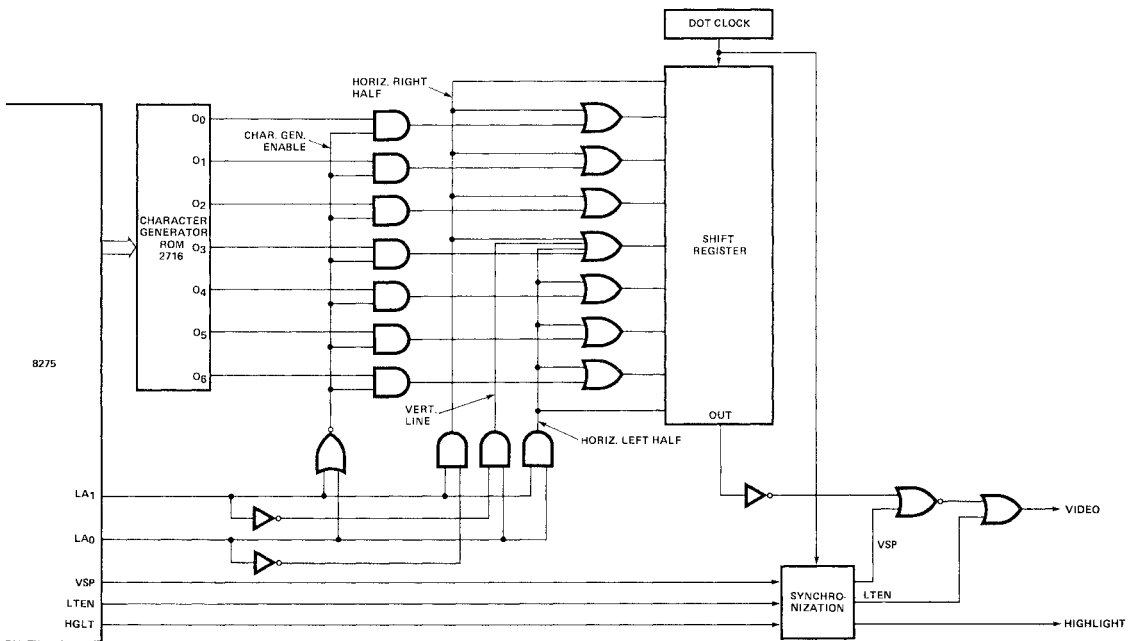 DOT CLOCK
HORIZ. RIGHT
HALF
CHAR. GEN.
ENABLE
O0
O1
O2
CHARACTER
GENERATOR
ROM
2716
O3
O4
O5
O6
SHIFT
REGISTER
OUT
8275
VERT.
LINE
HORIZ. LEFT HALF
LA1
LA0
VSP
LTEN
HGLT
VSP
LTEN
SYNCHRO-
NIZATION
VIDEO
HIGHLIGHT